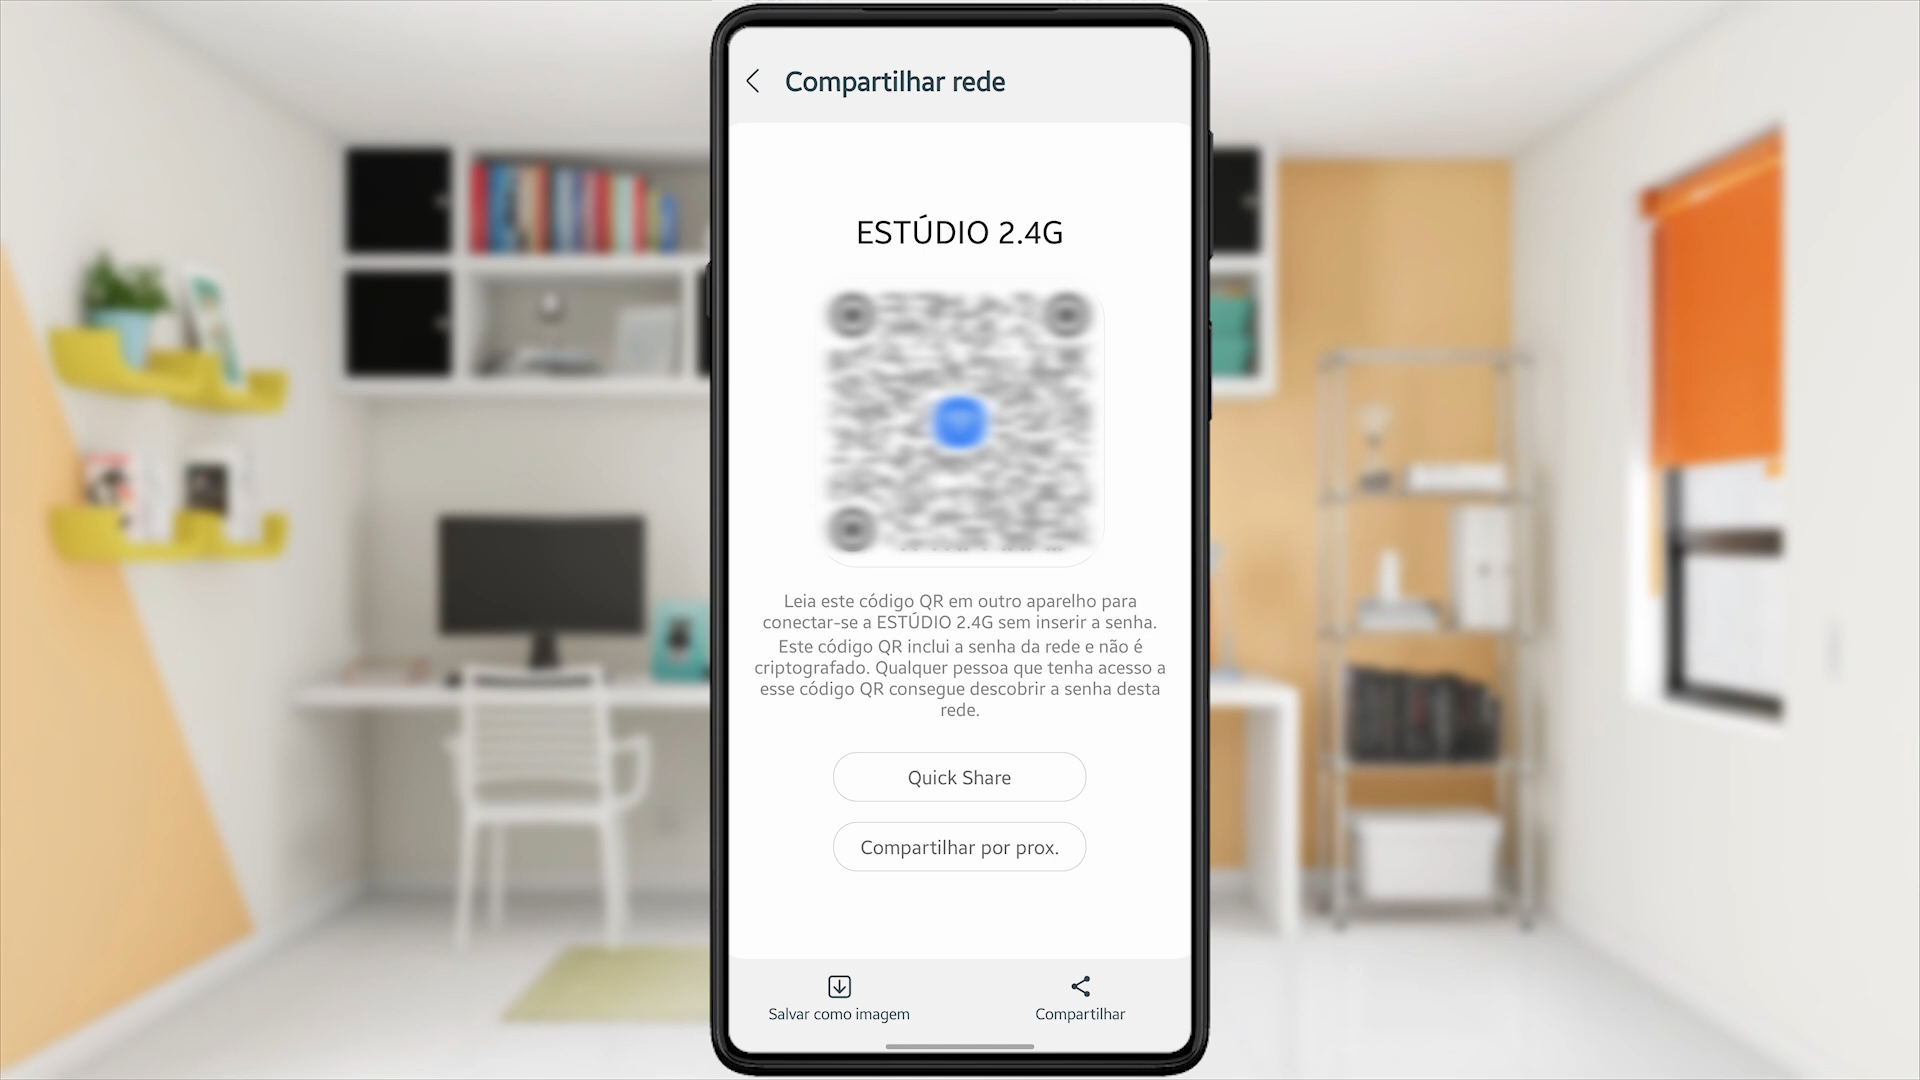 Compartilhar rede
ESTÚDIO 2.4G
Leia este código QR em outro aparelho para
conectar-se a ESTÚDIO 2.4G sem inserir a senha.
Este código QR inclui a senha da rede e não é
criptografado. Qualquer pessoa que tenha acesso a
esse código QR consegue descobrir a senha desta
rede.
Quick Share
Compartilhar por prox.
Salvar como imagem
Compartilhar